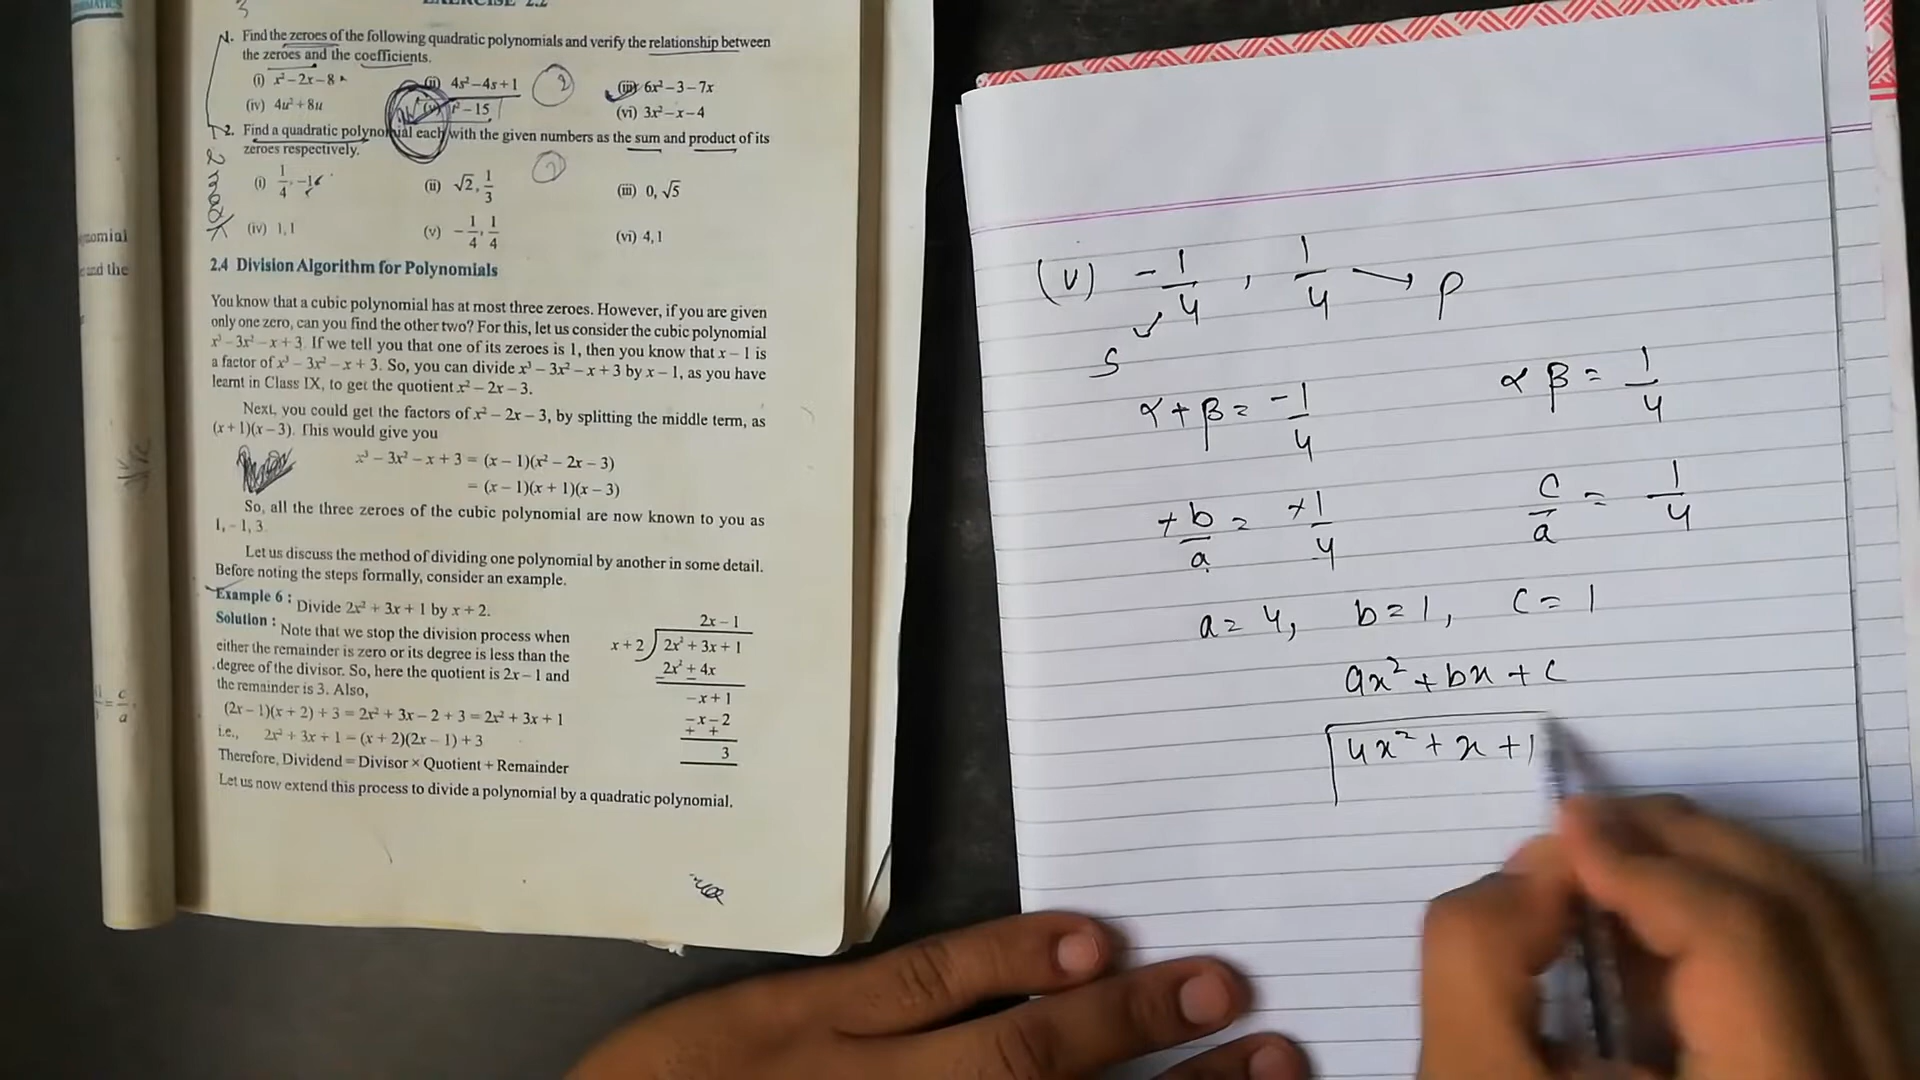 EXERCISE 2.2
1. Find the zeroes of the following quadratic polynomials and verify the relationship between
the zeroes and the coefficients.
(i) x² – 2x – 8
(ii) 4s² – 4s + 1
(iii) 6x² – 3 – 7x
(iv) 4u² + 8u
(v) t² – 15
(vi) 3x² – x – 4
2. Find a quadratic polynomial each with the given numbers as the sum and product of its
zeroes respectively.
(i) 1/4, –1
(ii) √2, 1/3
(iii) 0, √5
(iv) 1, 1
(v) –1/4, 1/4
(vi) 4, 1
2.4 Division Algorithm for Polynomials
You know that a cubic polynomial has at most three zeroes. However, if you are given
only one zero, can you find the other two? For this, let us consider the cubic polynomial
x³ – 3x² – x + 3. If we tell you that one of its zeroes is 1, then you know that x – 1 is
a factor of x³ – 3x² – x + 3. So, you can divide x³ – 3x² – x + 3 by x – 1, as you have
learnt in Class IX, to get the quotient x² – 2x – 3.
Next, you could get the factors of x² – 2x – 3, by splitting the middle term, as
(x + 1)(x – 3). This would give you
x³ – 3x² – x + 3 = (x – 1)(x² – 2x – 3)
= (x – 1)(x + 1)(x – 3)
So, all the three zeroes of the cubic polynomial are now known to you as
1, – 1, 3.
Let us discuss the method of dividing one polynomial by another in some detail.
Before noting the steps formally, consider an example.
Example 6 : Divide 2x² + 3x + 1 by x + 2.
Solution : Note that we stop the division process when
either the remainder is zero or its degree is less than the
degree of the divisor. So, here the quotient is 2x – 1 and
the remainder is 3. Also,
(2x – 1)(x + 2) + 3 = 2x² + 3x – 2 + 3 = 2x² + 3x + 1
i.e., 2x² + 3x + 1 = (x + 2)(2x – 1) + 3
Therefore, Dividend = Divisor × Quotient + Remainder
Let us now extend this process to divide a polynomial by a quadratic polynomial.
2x – 1
x + 2 ) 2x² + 3x + 1
2x² + 4x
– –
– x + 1
– x – 2
+ +
3
(v) -1/4 , 1/4 → P
S
α + β = -1/4
αβ = 1/4
+b/a = +1/4
c/a = 1/4
a = 4, b = 1, c = 1
ax² + bx + c
4x² + x + 1